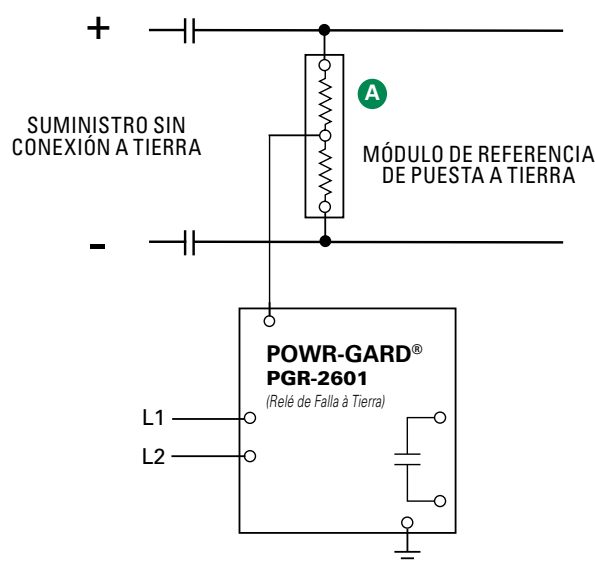 +
A
SUMINISTRO SIN
CONEXIÓN A TIERRA
MÓDULO DE REFERENCIA
DE PUESTA A TIERRA
-
POWR-GARD®
PGR-2601
(Relé de Falla à Tierra)
L1
L2